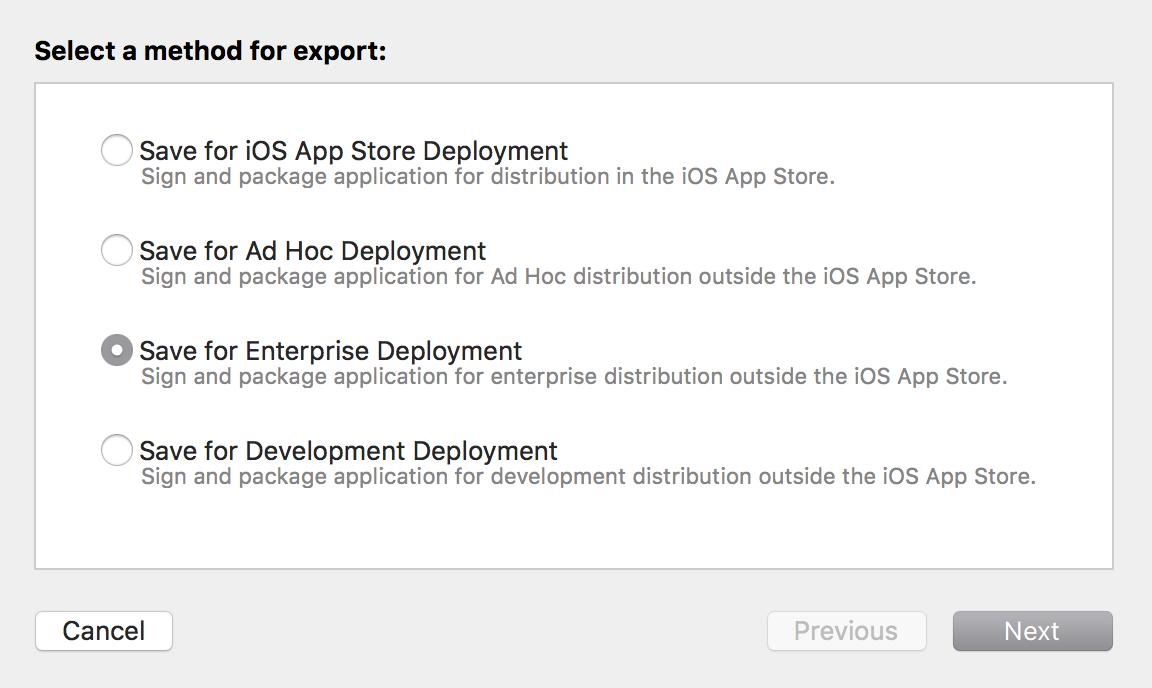 Select a method for export:
Save for iOS App Store Deployment
Sign and package application for distribution in the iOS App Store.
Save for Ad Hoc Deployment
Sign and package application for Ad Hoc distribution outside the iOS App Store.
Save for Enterprise Deployment
Sign and package application for enterprise distribution outside the iOS App Store.
Save for Development Deployment
Sign and package application for development distribution outside the iOS App Store.
Cancel Previous Next